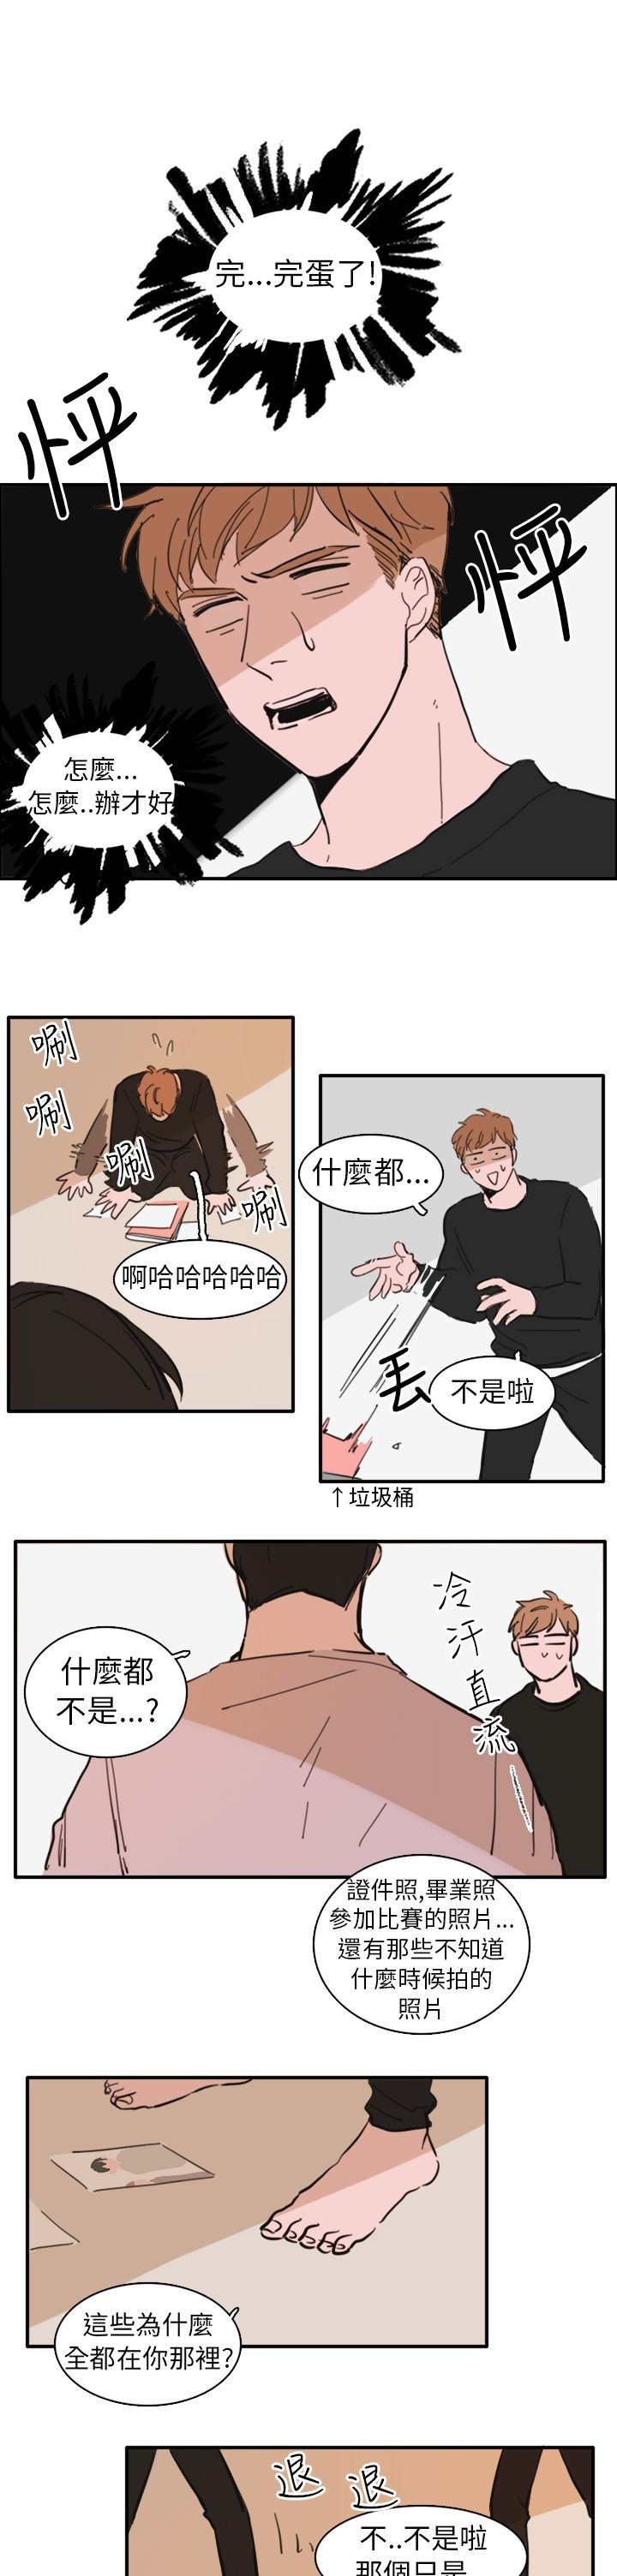 完...完蛋了!
怦
怦
怎麼...
怎麼..辦才好
唰
唰
唰
唰
啊哈哈哈哈哈
什麼都...
丟
不是啦
↑垃圾桶
什麼都
不是...?
冷汗直流
證件照,畢業照
參加比賽的照片...
還有那些不知道
什麼時候拍的
照片
這些為什麼
全都在你那裡?
退
退
不..不是啦
那個只是